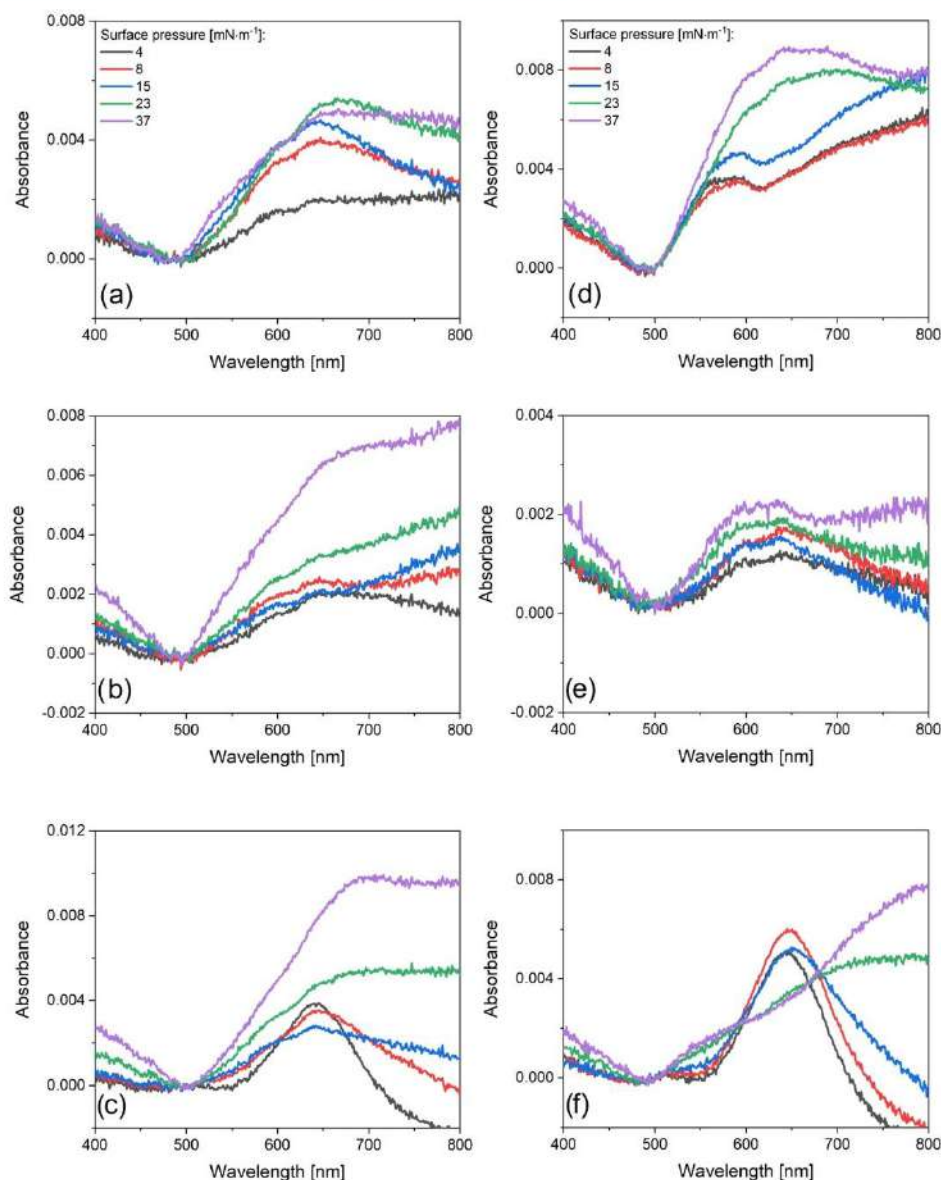 Surface pressure [mN·m⁻¹]:
4
8
15
23
37
0.008
0.004
0.000
Absorbance
(a)
400 500 600 700 800
Wavelength [nm]
Surface pressure [mN·m⁻¹]:
4
8
15
23
37
0.008
0.004
0.000
Absorbance
(d)
400 500 600 700 800
Wavelength [nm]
0.008
0.006
0.004
0.002
0.000
-0.002
Absorbance
(b)
400 500 600 700 800
Wavelength [nm]
0.004
0.002
0.000
-0.002
Absorbance
(e)
400 500 600 700 800
Wavelength [nm]
0.012
0.008
0.004
0.000
Absorbance
(c)
400 500 600 700 800
Wavelength [nm]
0.008
0.004
0.000
Absorbance
(f)
400 500 600 700 800
Wavelength [nm]